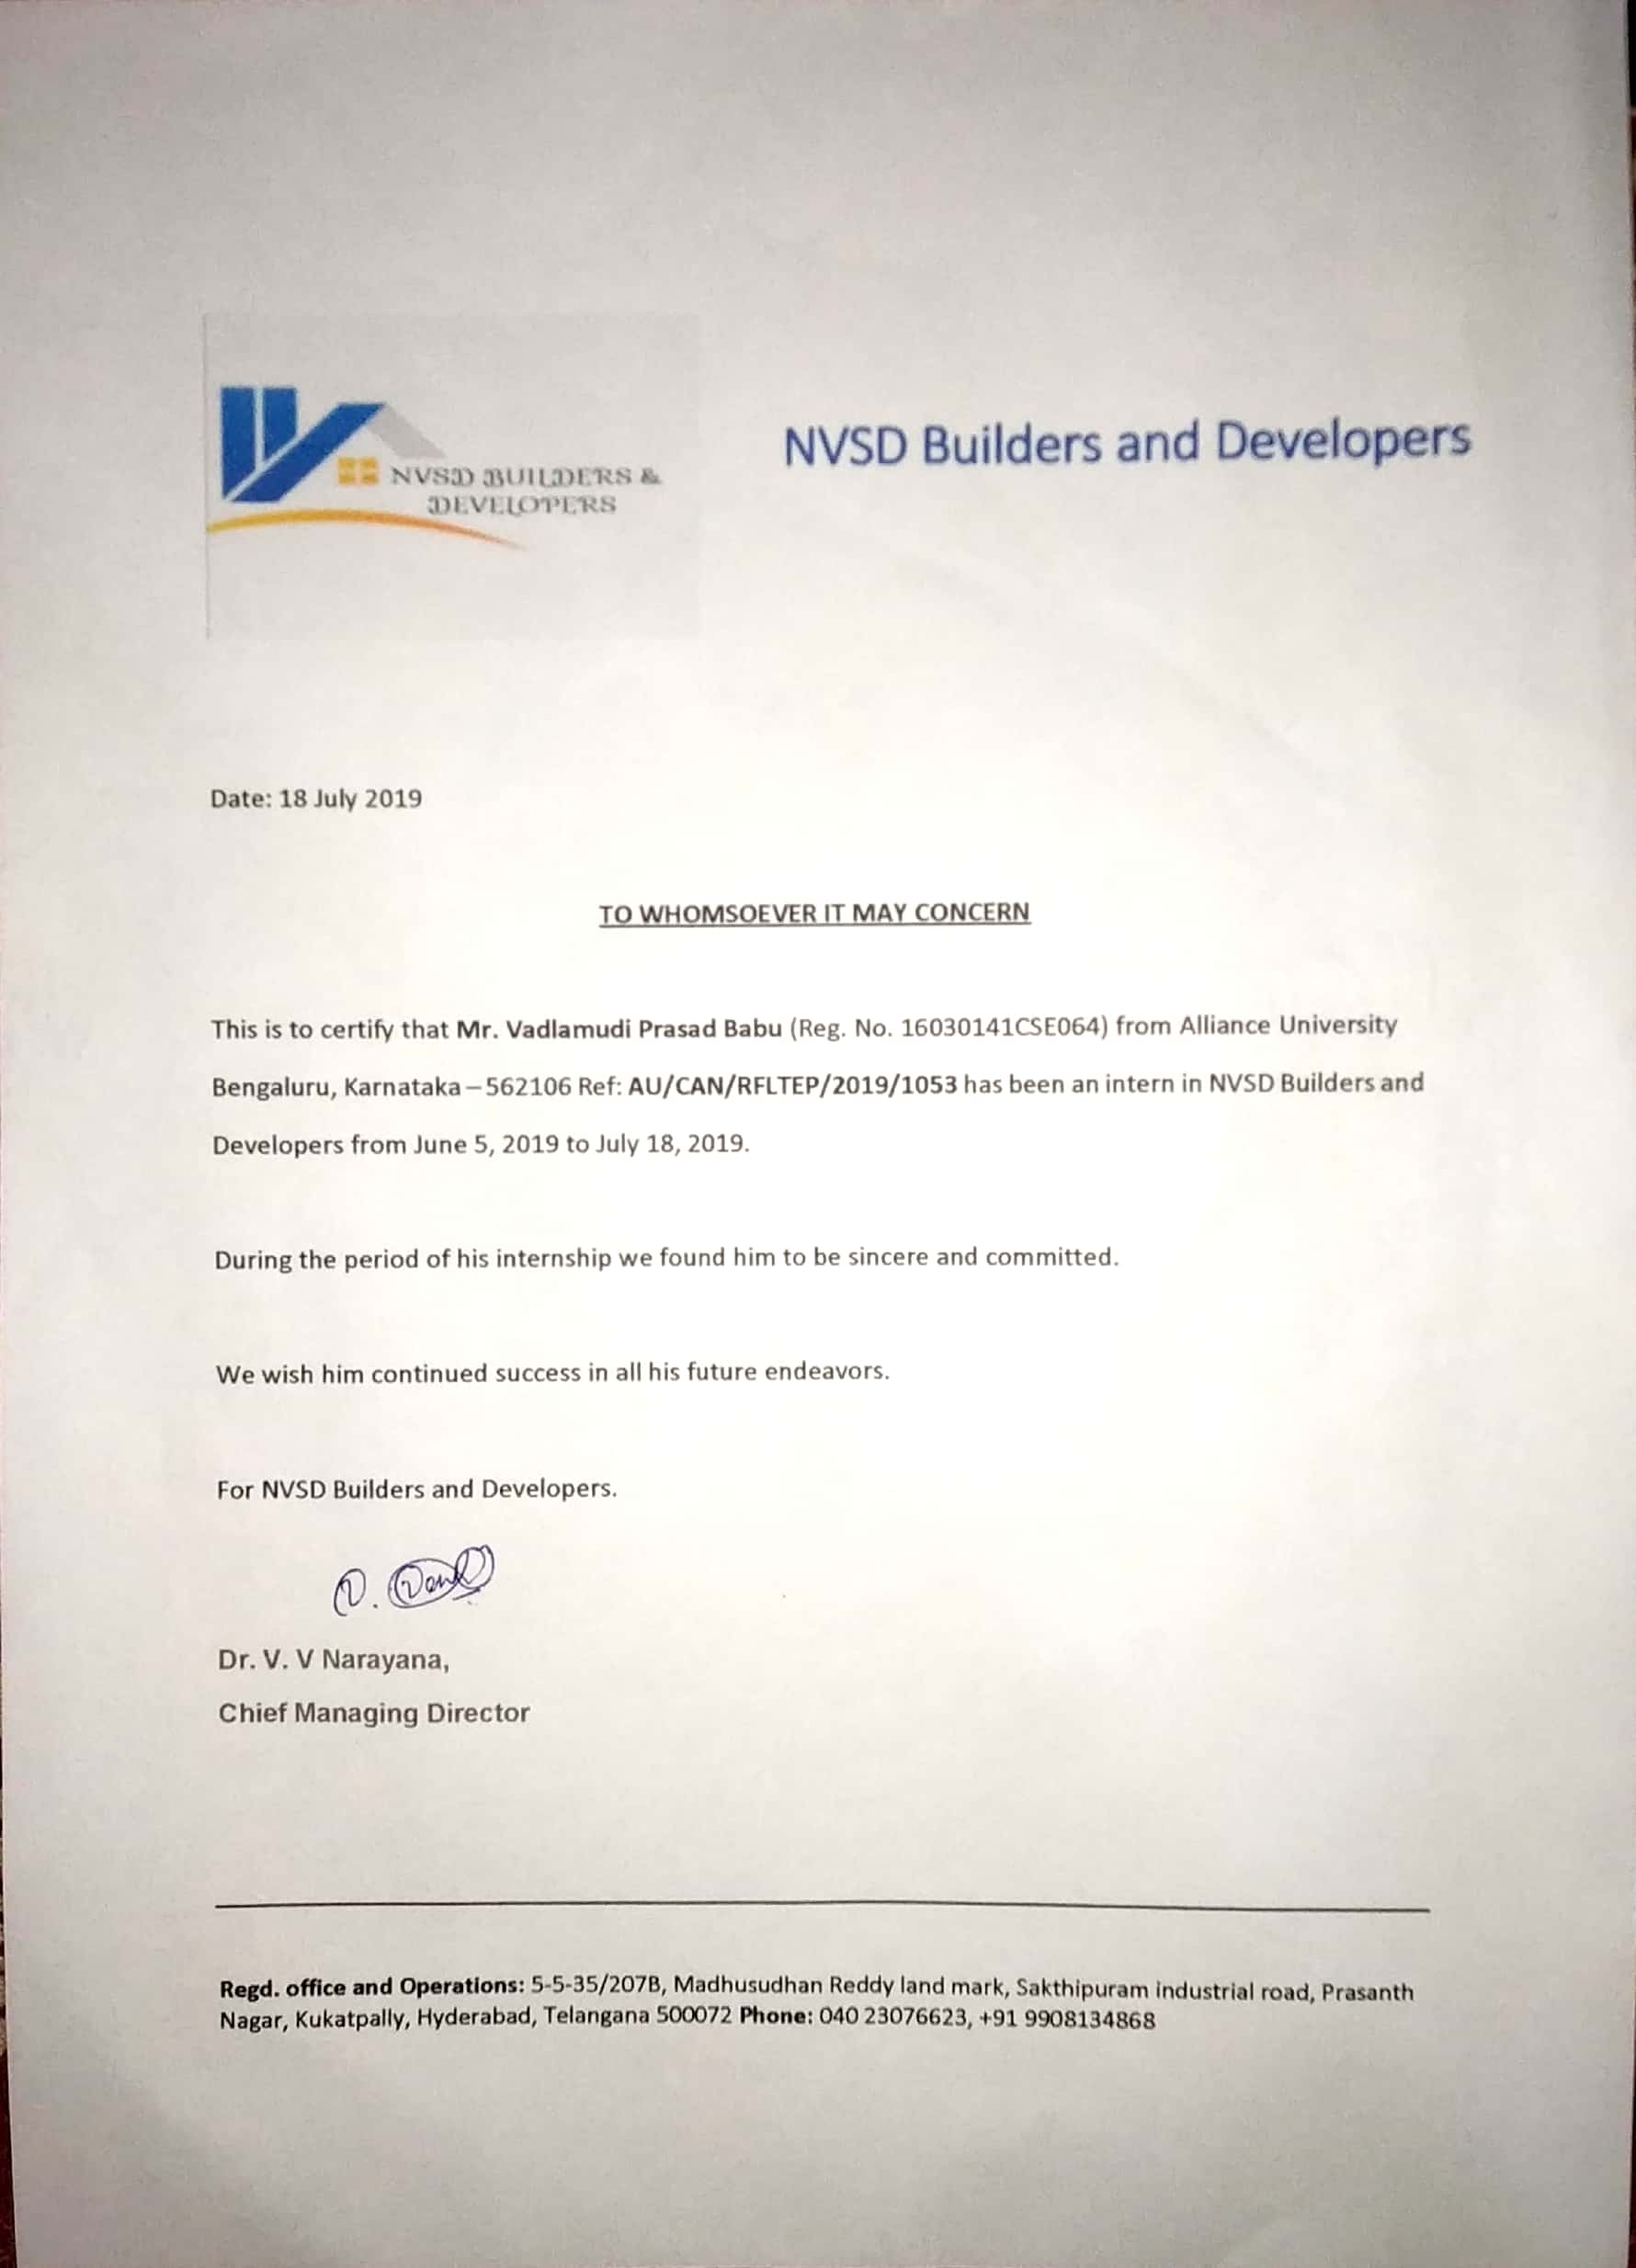 NVSD BUILDERS &
DEVELOPERS
NVSD Builders and Developers
Date: 18 July 2019
TO WHOMSOEVER IT MAY CONCERN
This is to certify that Mr. Vadlamudi Prasad Babu (Reg. No. 16030141CSE064) from Alliance University
Bengaluru, Karnataka – 562106 Ref: AU/CAN/RFLTEP/2019/1053 has been an intern in NVSD Builders and
Developers from June 5, 2019 to July 18, 2019.
During the period of his internship we found him to be sincere and committed.
We wish him continued success in all his future endeavors.
For NVSD Builders and Developers.
Dr. V. V Narayana,
Chief Managing Director
Regd. office and Operations: 5-5-35/207B, Madhusudhan Reddy land mark, Sakthipuram industrial road, Prasanth
Nagar, Kukatpally, Hyderabad, Telangana 500072 Phone: 040 23076623, +91 9908134868